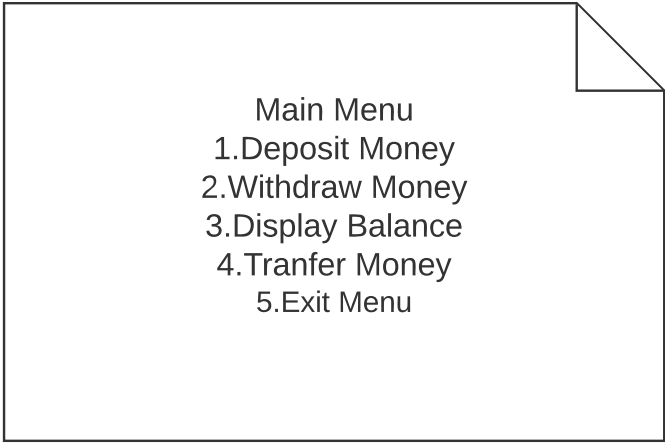 Main Menu
1.Deposit Money
2.Withdraw Money
3.Display Balance
4.Tranfer Money
5.Exit Menu